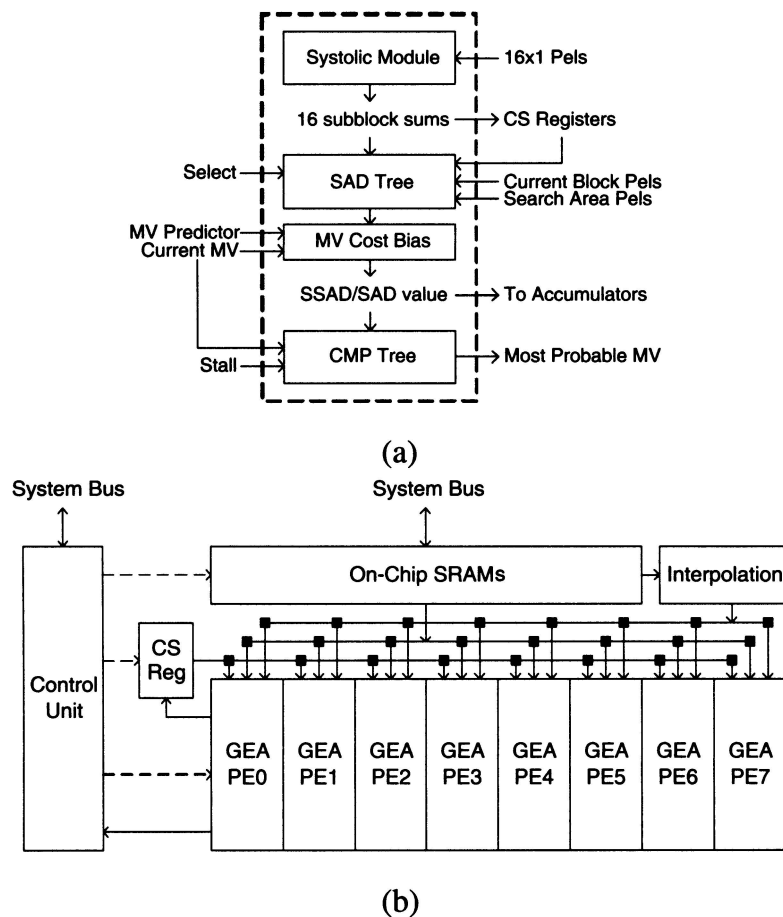 Systolic Module
16x1 Pels
16 subblock sums
CS Registers
Select
SAD Tree
Current Block Pels
Search Area Pels
MV Predictor
Current MV
MV Cost Bias
SSAD/SAD value
To Accumulators
Stall
CMP Tree
Most Probable MV
(a)
System Bus
System Bus
On-Chip SRAMs
Interpolation
CS
Reg
Control
Unit
GEA
PE0
GEA
PE1
GEA
PE2
GEA
PE3
GEA
PE4
GEA
PE5
GEA
PE6
GEA
PE7
(b)